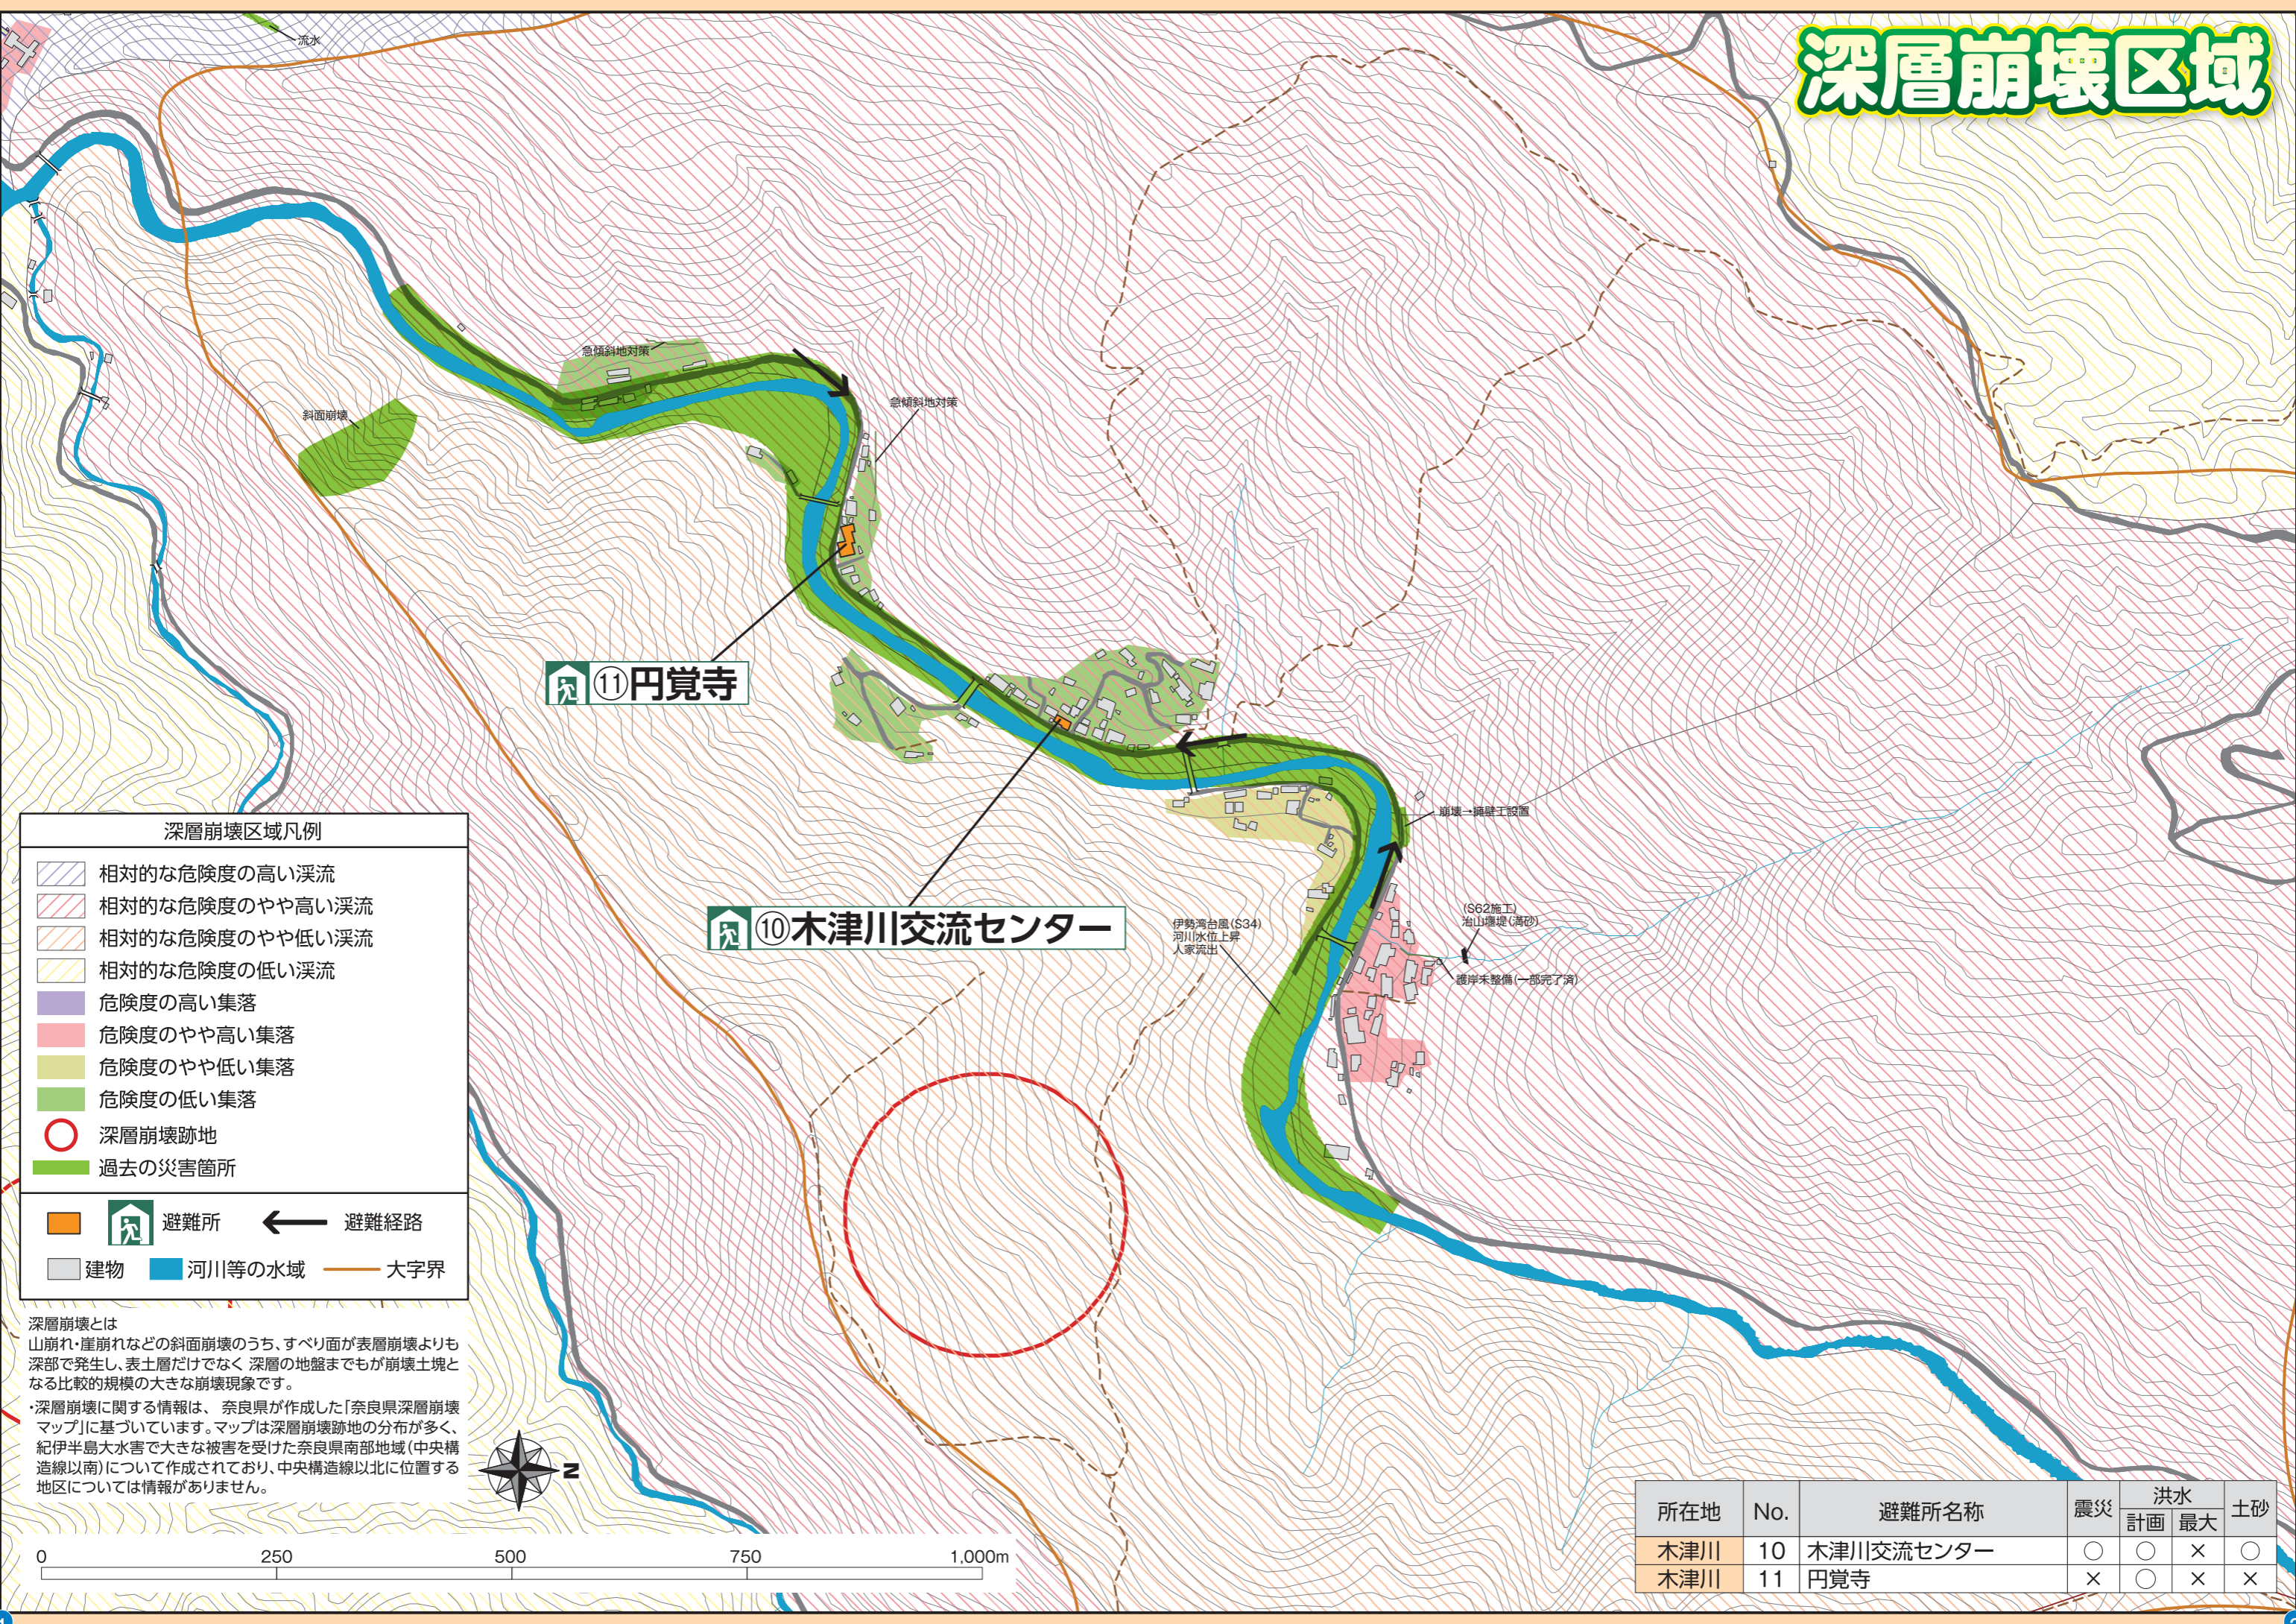 深層崩壊区域
流水
急傾斜地対策
急傾斜地対策
斜面崩壊
⑪円覚寺
⑩木津川交流センター
崩壊→擁壁工設置
伊勢湾台風(S34)
河川水位上昇
人家流出
(S62施工)
治山堰堤(満砂)
護岸未整備(一部完了済)
深層崩壊区域凡例
相対的な危険度の高い渓流
相対的な危険度のやや高い渓流
相対的な危険度のやや低い渓流
相対的な危険度の低い渓流
危険度の高い集落
危険度のやや高い集落
危険度のやや低い集落
危険度の低い集落
深層崩壊跡地
過去の災害箇所
避難所 避難経路
建物 河川等の水域 大字界
深層崩壊とは
山崩れ・崖崩れなどの斜面崩壊のうち、すべり面が表層崩壊よりも
深部で発生し、表土層だけでなく 深層の地盤までもが崩壊土塊と
なる比較的規模の大きな崩壊現象です。
・深層崩壊に関する情報は、 奈良県が作成した「奈良県深層崩壊
マップ」に基づいています。マップは深層崩壊跡地の分布が多く、
紀伊半島大水害で大きな被害を受けた奈良県南部地域(中央構
造線以南)について作成されており、中央構造線以北に位置する
地区については情報がありません。
N
0 250 500 750 1,000m
所在地 No. 避難所名称 震災 洪水 土砂
計画 最大
木津川 10 木津川交流センター ○ ○ × ○
木津川 11 円覚寺 × ○ × ×